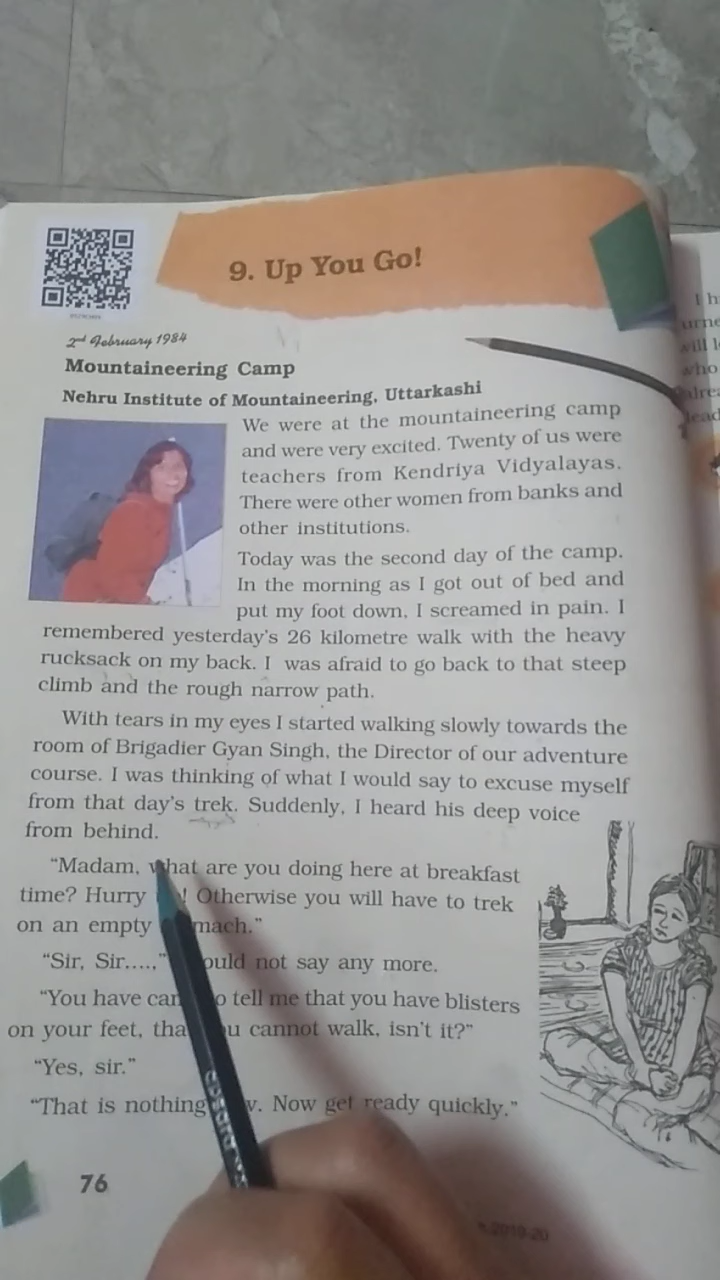 9. Up You Go!
2nd February 1984
Mountaineering Camp
Nehru Institute of Mountaineering, Uttarkashi
We were at the mountaineering camp
and were very excited. Twenty of us were
teachers from Kendriya Vidyalayas.
There were other women from banks and
other institutions.
Today was the second day of the camp.
In the morning as I got out of bed and
put my foot down, I screamed in pain. I
remembered yesterday's 26 kilometre walk with the heavy
rucksack on my back. I was afraid to go back to that steep
climb and the rough narrow path.
With tears in my eyes I started walking slowly towards the
room of Brigadier Gyan Singh, the Director of our adventure
course. I was thinking of what I would say to excuse myself
from that day's trek. Suddenly, I heard his deep voice
from behind.
"Madam, what are you doing here at breakfast
time? Hurry ! Otherwise you will have to trek
on an empty mach."
"Sir, Sir....," ould not say any more.
"You have tell me that you have blisters
on your feet, cannot walk, isn't it?"
"Yes, sir."
"That is nothing Now get ready quickly."
76
2019-20
I h
urne
will
who
alre
lead